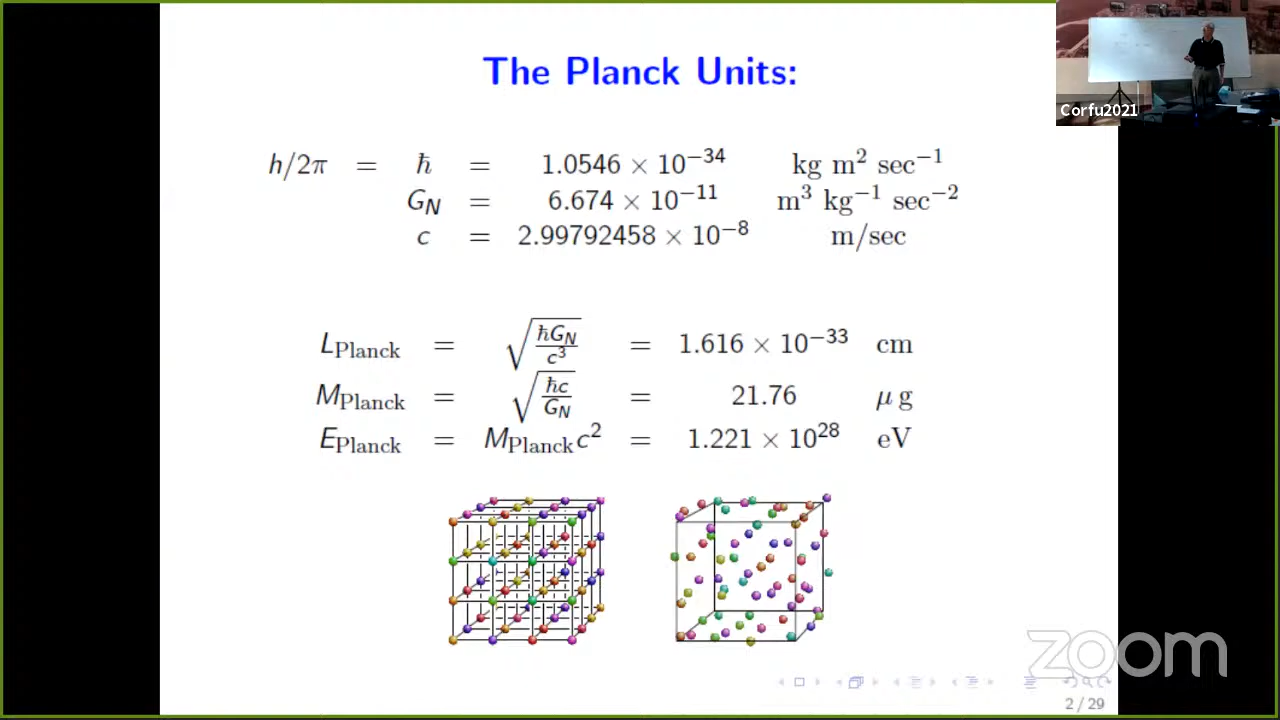 The Planck Units:
Corfu2021
h/2π = ħ = 1.0546 × 10⁻³⁴ kg m² sec⁻¹
G_N = 6.674 × 10⁻¹¹ m³ kg⁻¹ sec⁻²
c = 2.99792458 × 10⁻⁸ m/sec
L_Planck = √(ħG_N/c³) = 1.616 × 10⁻³³ cm
M_Planck = √(ħc/G_N) = 21.76 μ g
E_Planck = M_Planck c² = 1.221 × 10²⁸ eV
zoom
2 / 29